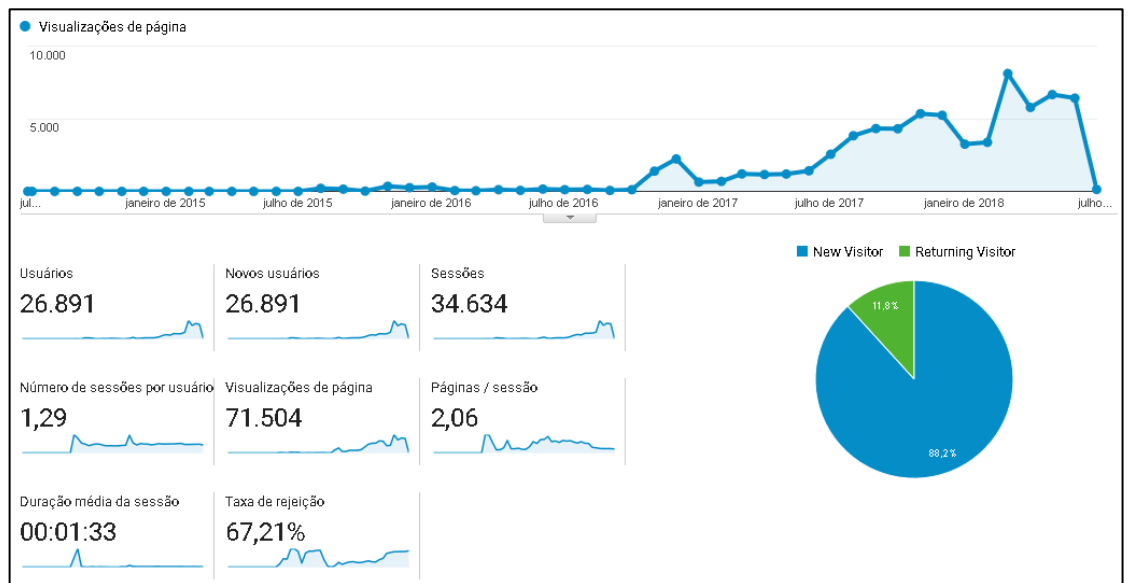 Visualizações de página
10.000
5.000
jul... janeiro de 2015 julho de 2015 janeiro de 2016 julho de 2016 janeiro de 2017 julho de 2017 janeiro de 2018 julho...
New Visitor Returning Visitor
Usuários Novos usuários Sessões
26.891 26.891 34.634
11,8%
Número de sessões por usuário Visualizações de página Páginas / sessão
1,29 71.504 2,06
88,2%
Duração média da sessão Taxa de rejeição
00:01:33 67,21%